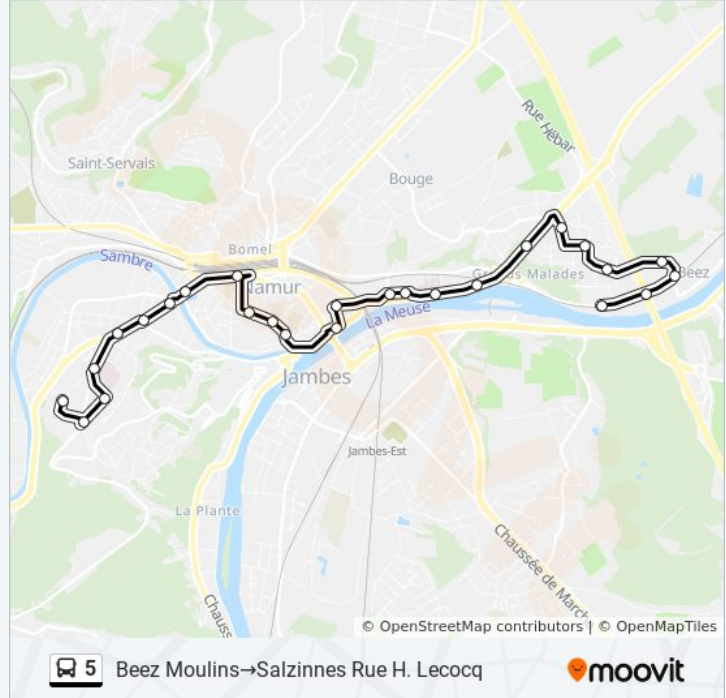 Rue Hébar
Saint-Servais
Bouge
Bomel
Sambre
Grands Malades
Beez
Namur
La Meuse
Jambes
Jambes-Est
La Plante
Chaussée de March
Chauss
© OpenStreetMap contributors | © OpenMapTiles
5 Beez Moulins→Salzinnes Rue H. Lecocq
moovit